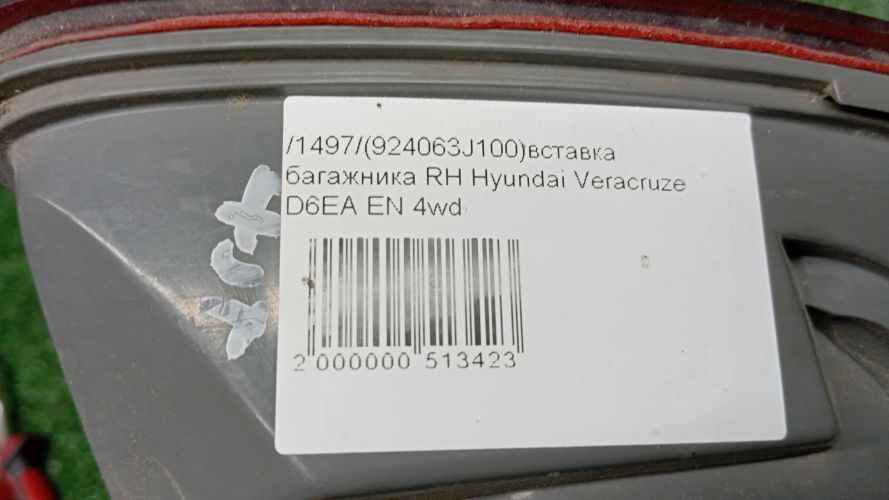 /1497/(924063J100)вставка
багажника RH Hyundai Veracruze
D6EA EN 4wd
2 000000 513423